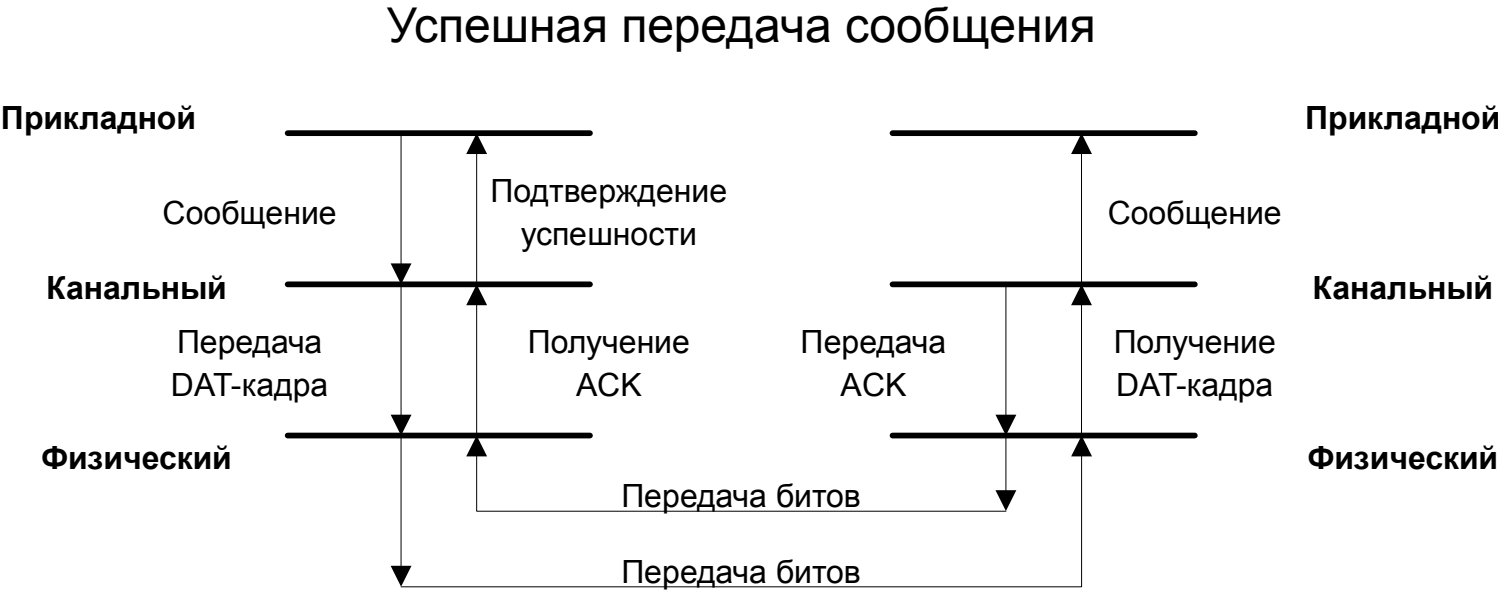 Успешная передача сообщения
Прикладной
Прикладной
Сообщение
Подтверждение
успешности
Сообщение
Канальный
Канальный
Передача
DAT-кадра
Получение
ACK
Передача
ACK
Получение
DAT-кадра
Физический
Физический
Передача битов
Передача битов